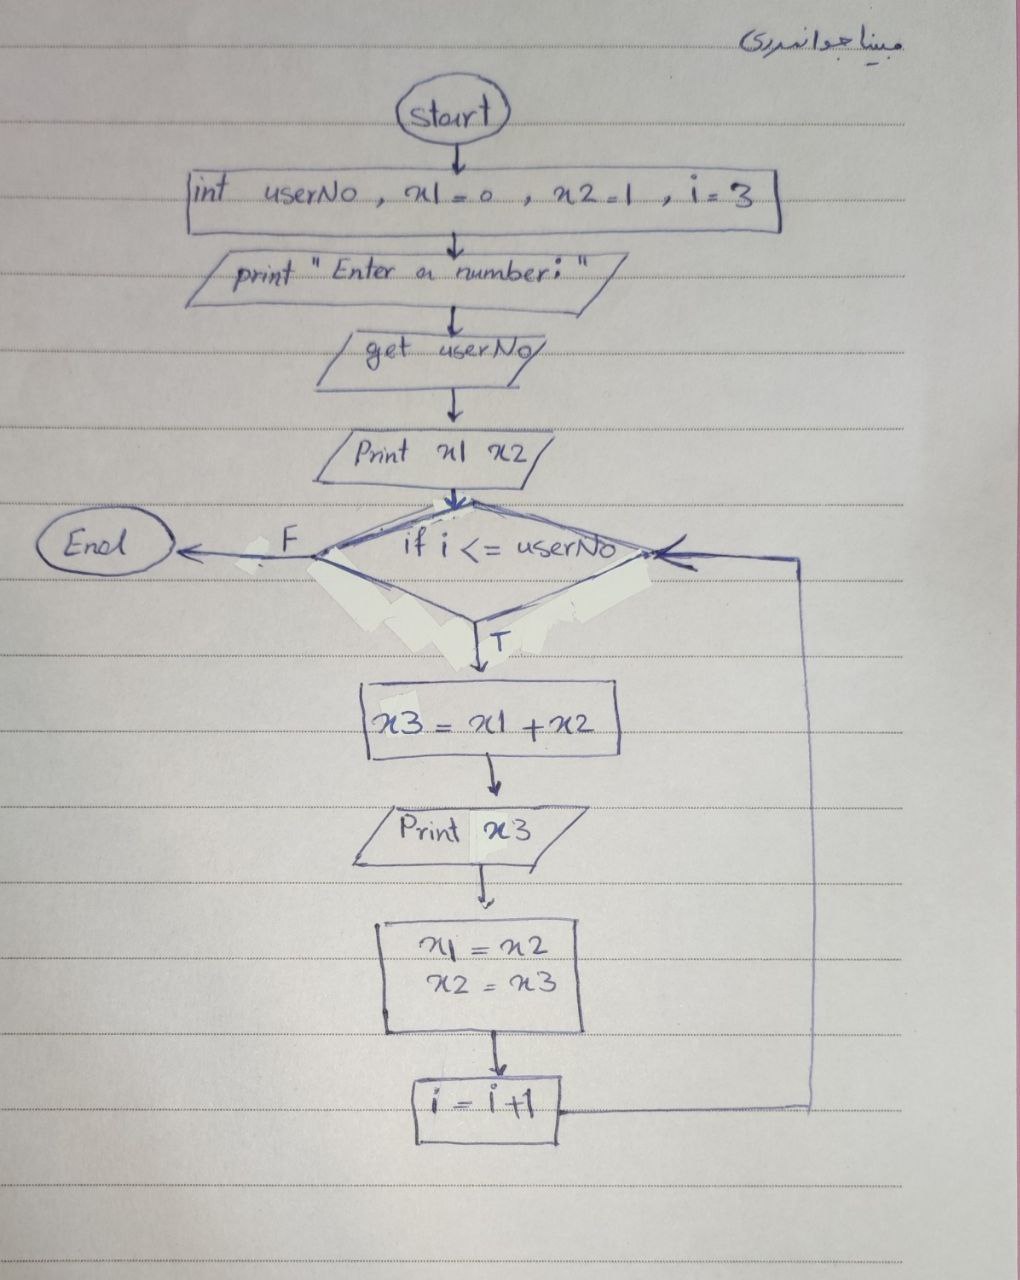 مبینا جوانمردی
start
int userNo , x1 = 0 , x2 = 1 , i = 3
print "Enter a number: "
get userNo
Print x1 x2
if i <= userNo
F
End
T
x3 = x1 + x2
Print x3
x1 = x2
x2 = x3
i = i + 1